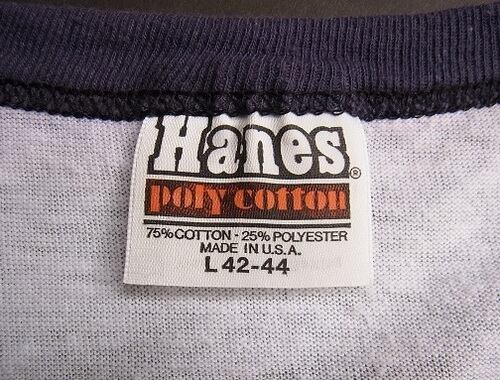 Hanes®
poly cotton
75% COTTON - 25% POLYESTER
MADE IN U.S.A.
L 42-44